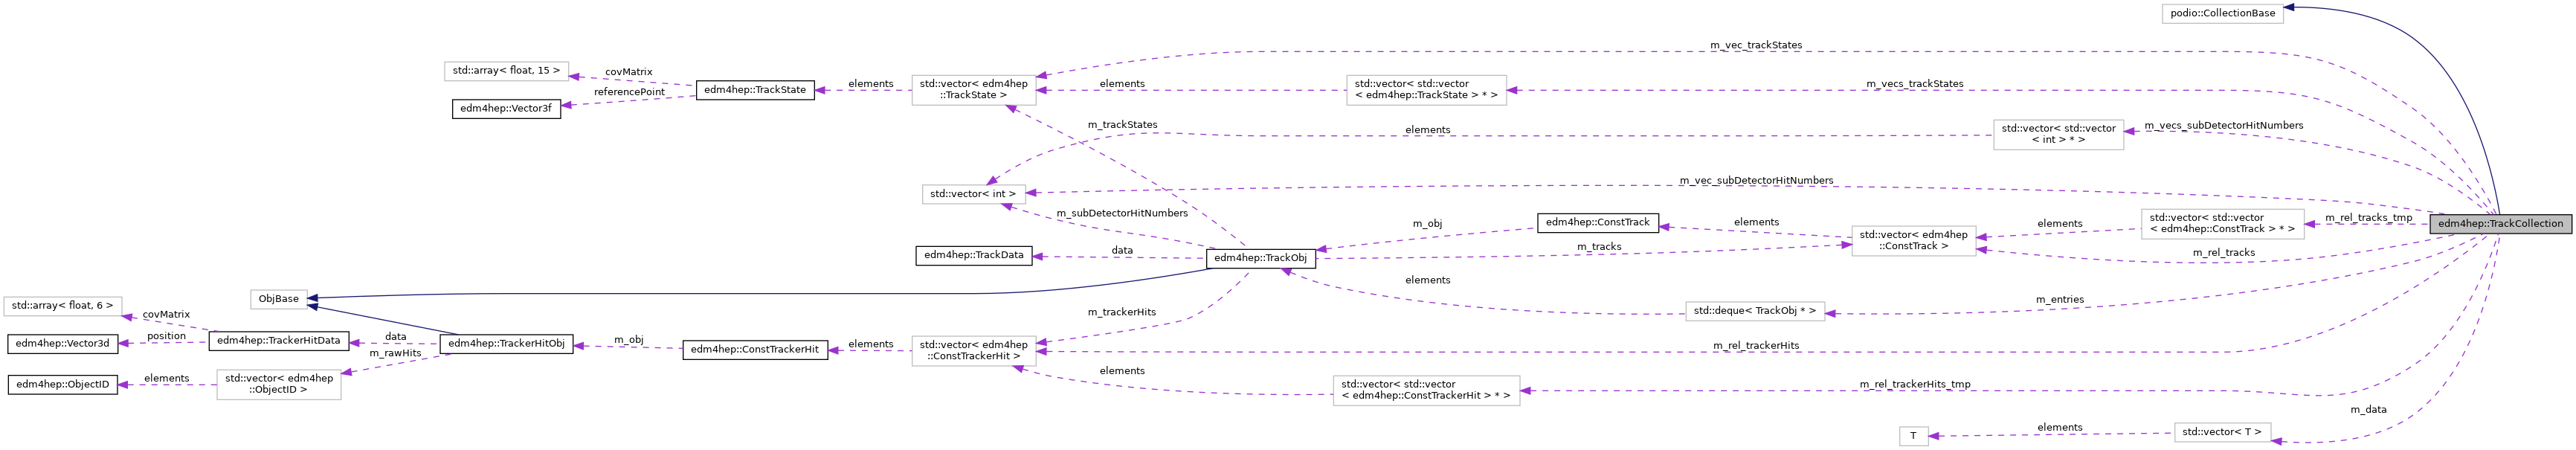 podio::CollectionBase
m_vec_trackStates
std::array< float, 15 >
covMatrix
edm4hep::TrackState
referencePoint
edm4hep::Vector3f
elements
std::vector< edm4hep
::TrackState >
elements
std::vector< std::vector
< edm4hep::TrackState > * >
m_vecs_trackStates
m_trackStates
elements
std::vector< std::vector
< int > * >
m_vecs_subDetectorHitNumbers
std::vector< int >
m_vec_subDetectorHitNumbers
m_subDetectorHitNumbers
m_obj
edm4hep::ConstTrack
elements
std::vector< edm4hep
::ConstTrack >
elements
std::vector< std::vector
< edm4hep::ConstTrack > * >
m_rel_tracks_tmp
edm4hep::TrackCollection
edm4hep::TrackData
data
edm4hep::TrackObj
m_tracks
m_rel_tracks
elements
ObjBase
std::deque< TrackObj * >
m_entries
std::array< float, 6 >
covMatrix
edm4hep::Vector3d
position
edm4hep::TrackerHitData
data
edm4hep::TrackerHitObj
m_rawHits
m_obj
edm4hep::ConstTrackerHit
elements
std::vector< edm4hep
::ConstTrackerHit >
m_trackerHits
m_rel_trackerHits
edm4hep::ObjectID
elements
std::vector< edm4hep
::ObjectID >
elements
std::vector< std::vector
< edm4hep::ConstTrackerHit > * >
m_rel_trackerHits_tmp
m_data
T
elements
std::vector< T >